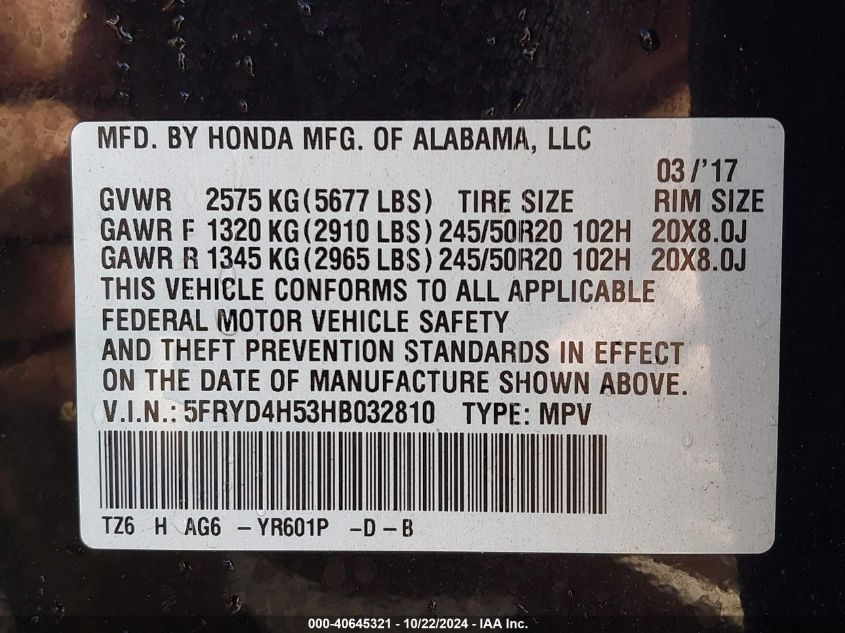 MFD. BY HONDA MFG. OF ALABAMA, LLC
03/'17
GVWR 2575 KG (5677 LBS) TIRE SIZE RIM SIZE
GAWR F 1320 KG (2910 LBS) 245/50R20 102H 20X8.0J
GAWR R 1345 KG (2965 LBS) 245/50R20 102H 20X8.0J
THIS VEHICLE CONFORMS TO ALL APPLICABLE
FEDERAL MOTOR VEHICLE SAFETY
AND THEFT PREVENTION STANDARDS IN EFFECT
ON THE DATE OF MANUFACTURE SHOWN ABOVE.
V.I.N.: 5FRYD4H53HB032810 TYPE: MPV
TZ6 H AG6 - YR601P - D - B
000-40645321 - 10/22/2024 - IAA Inc.